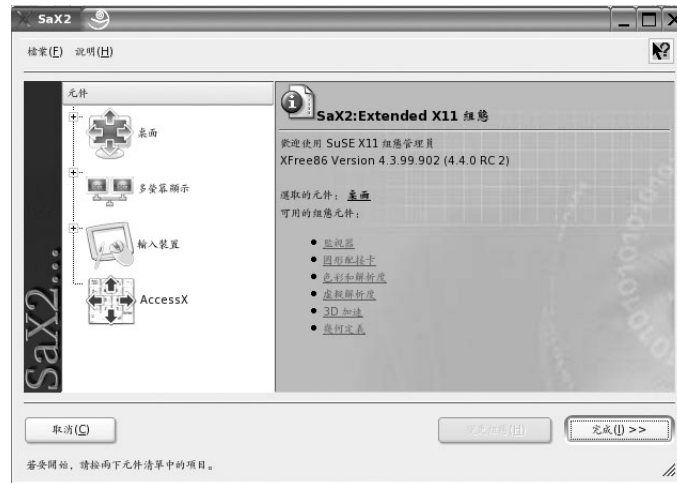 SaX2
檔案(F) 說明(H)
元件
桌面
多螢幕顯示
輸入裝置
AccessX
SaX2...
SaX2:Extended X11 組態
歡迎使用 SuSE X11 組態管理員
XFree86 Version 4.3.99.902 (4.4.0 RC 2)
選取的元件： 桌面
可用的組態元件：
監視器
圖形配接卡
色彩和解析度
虛擬解析度
3D 加速
幾何定義
取消(C)
完成(I) >>
若要開始，請按兩下元件清單中的項目。